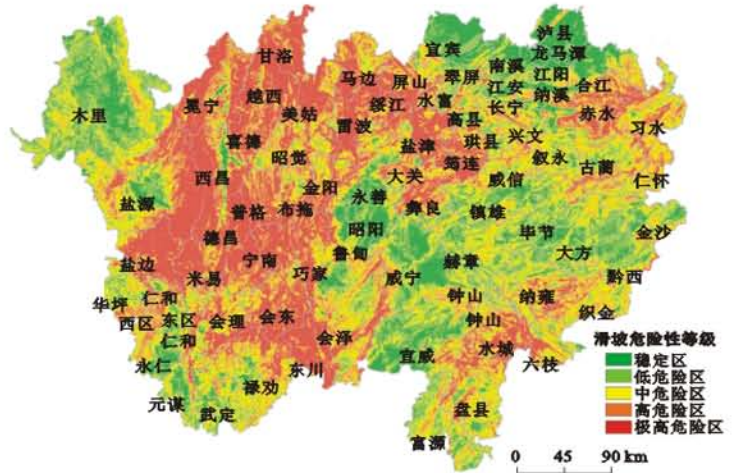 泸县
宜宾
龙马潭
甘洛
南溪
马边
屏山
翠屏
江阳
越西
江安
合江
绥江
水富
纳溪
冕宁
美姑
长宁
赤水
木里
雷波
高县
习水
喜德
盐津
珙县
兴文
昭觉
筠连
叙永
古蔺
大关
西昌
金阳
威信
仁怀
盐源
永善
普格
布拖
彝良
镇雄
昭阳
毕节
金沙
德昌
鲁甸
大方
盐边
宁南
赫章
米易
巧家
威宁
黔西
华坪
仁和
钟山
纳雍
西区
东区
会理
会东
钟山
织金
仁和
会泽
滑坡危险性等级
永仁
宜威
水城
稳定区
东川
六枝
低危险区
禄劝
中危险区
元谋
武定
盘县
高危险区
富源
极高危险区
0 45 90 km